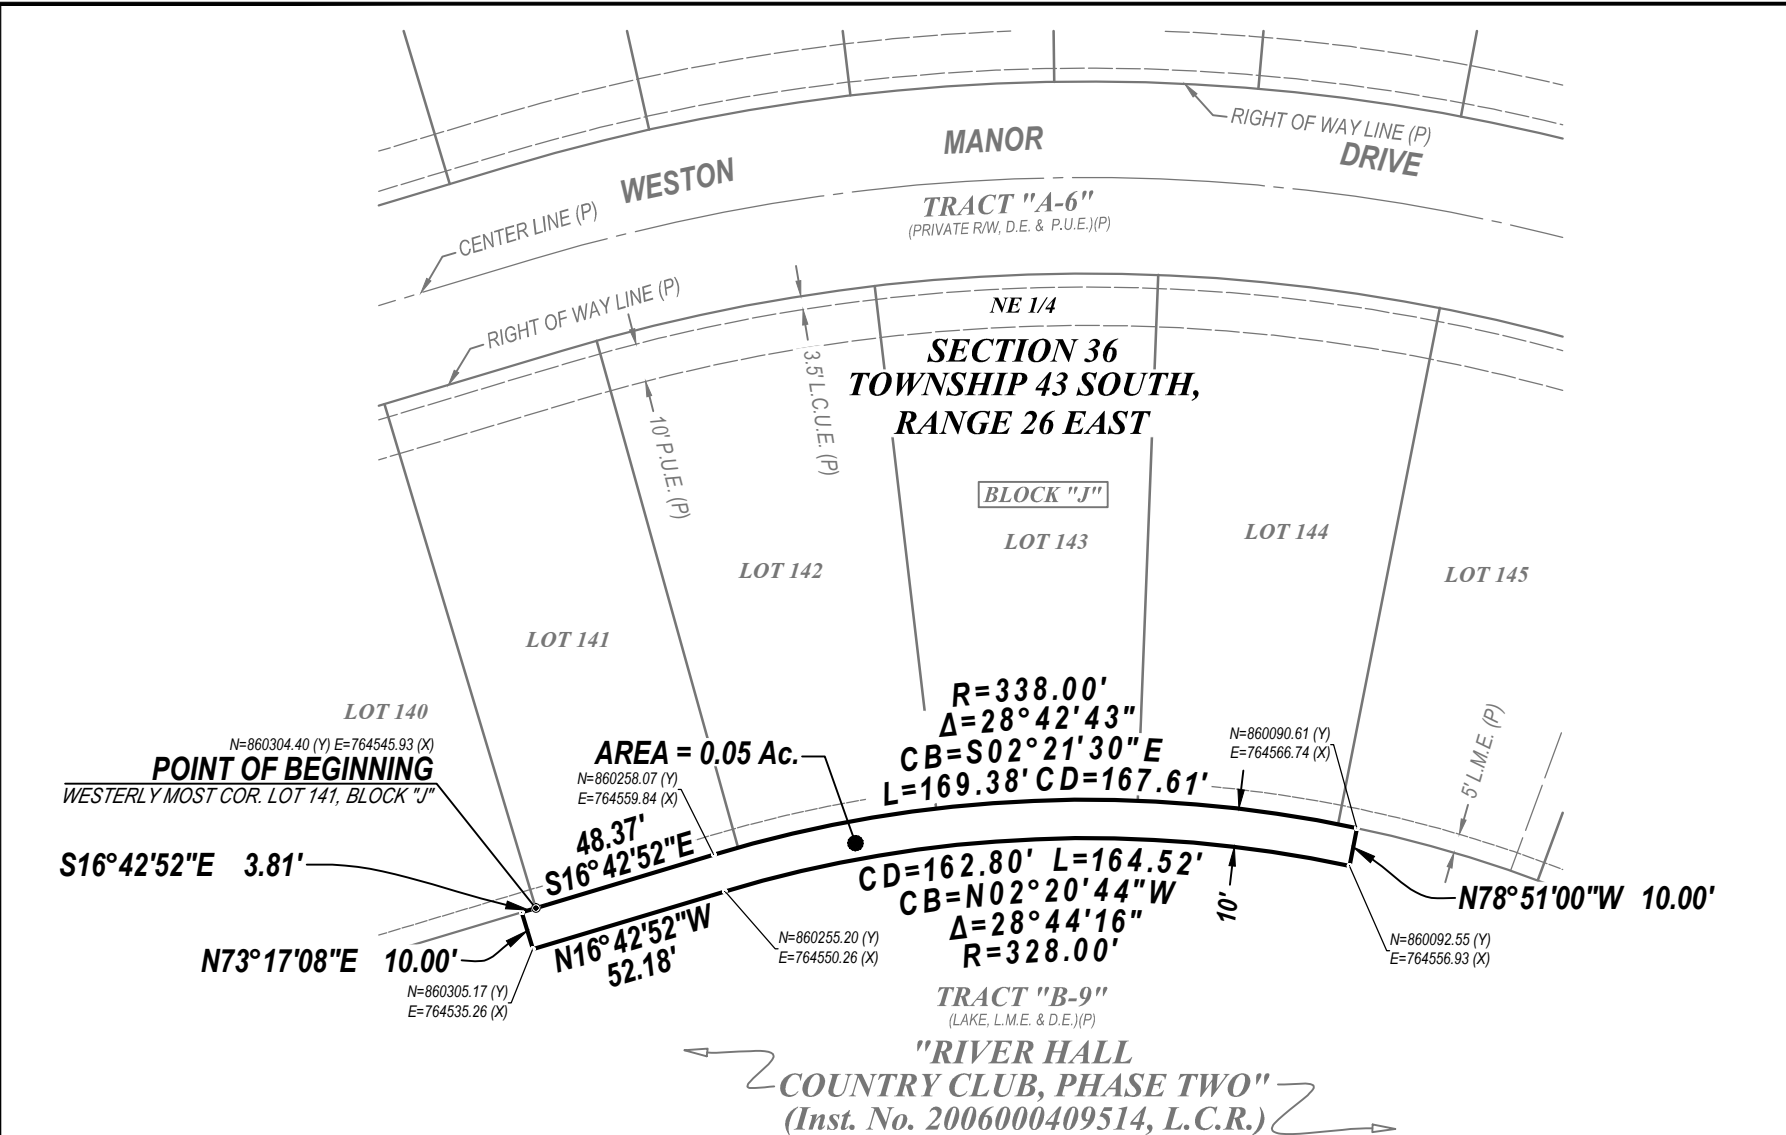 RIGHT OF WAY LINE (P)
WESTON
MANOR
DRIVE
TRACT "A-6"
(PRIVATE R/W, D.E. & P.U.E.)(P)
CENTER LINE (P)
RIGHT OF WAY LINE (P)
NE 1/4
SECTION 36
TOWNSHIP 43 SOUTH,
RANGE 26 EAST
3.5' L.C.U.E. (P)
10' P.U.E. (P)
BLOCK "J"
LOT 143
LOT 144
LOT 142
LOT 145
LOT 141
LOT 140
N=860304.40 (Y) E=764545.93 (X)
POINT OF BEGINNING
WESTERLY MOST COR. LOT 141, BLOCK "J"
AREA = 0.05 Ac.
N=860258.07 (Y)
E=764559.84 (X)
R=338.00'
Δ=28°42'43"
CB=S02°21'30"E
L=169.38' CD=167.61'
N=860090.61 (Y)
E=764566.74 (X)
5' L.M.E. (P)
48.37'
S16°42'52"E
S16°42'52"E 3.81'
N73°17'08"E 10.00'
N16°42'52"W
52.18'
N=860305.17 (Y)
E=764535.26 (X)
N=860255.20 (Y)
E=764550.26 (X)
CD=162.80' L=164.52'
CB=N02°20'44"W
Δ=28°44'16"
R=328.00'
10'
N78°51'00"W 10.00'
N=860092.55 (Y)
E=764556.93 (X)
TRACT "B-9"
(LAKE, L.M.E. & D.E.)(P)
"RIVER HALL
COUNTRY CLUB, PHASE TWO"
(Inst. No. 2006000409514, L.C.R.)